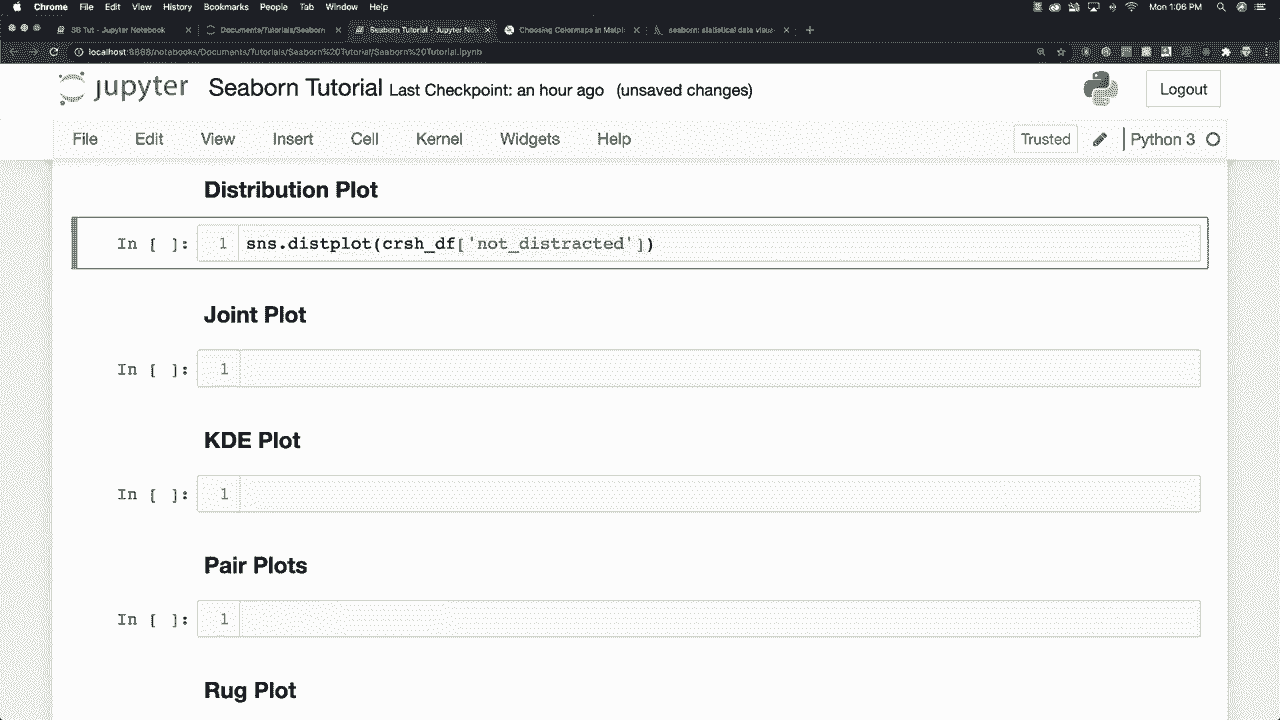 Chrome File Edit View History Bookmarks People Tab Window Help Mon 1:06 PM
SB Tut - Jupyter Notebook Documents/Tutorials/Seaborn Seaborn Tutorial - Jupyter Not Choosing Colormaps in Matpl seaborn: statistical data visua
localhost:8888/notebooks/Documents/Tutorials/Seaborn%20Tutorial/Seaborn%20Tutorial.ipynb
jupyter Seaborn Tutorial Last Checkpoint: an hour ago (unsaved changes) Logout
File Edit View Insert Cell Kernel Widgets Help Trusted Python 3
Distribution Plot
In [ ]: 1 sns.distplot(crsh_df['not_distracted'])
Joint Plot
In [ ]: 1
KDE Plot
In [ ]: 1
Pair Plots
In [ ]: 1
Rug Plot